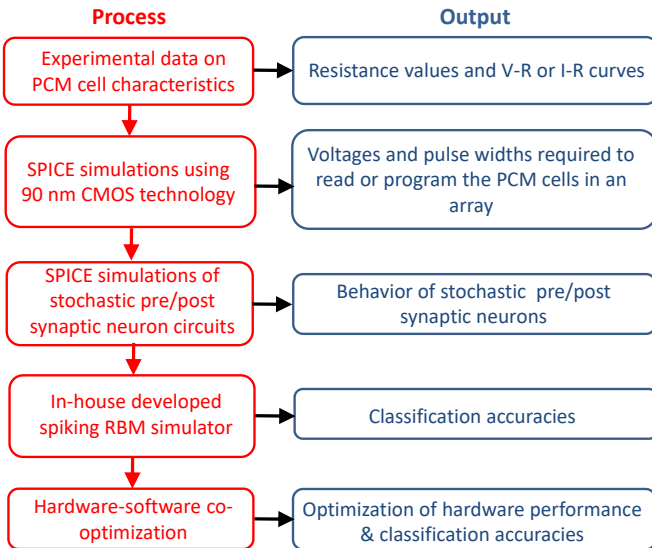 Process
Output
Experimental data on
PCM cell characteristics
Resistance values and V-R or I-R curves
SPICE simulations using
90 nm CMOS technology
Voltages and pulse widths required to
read or program the PCM cells in an
array
SPICE simulations of
stochastic pre/post
synaptic neuron circuits
Behavior of stochastic pre/post
synaptic neurons
In-house developed
spiking RBM simulator
Classification accuracies
Hardware-software co-
optimization
Optimization of hardware performance
& classification accuracies